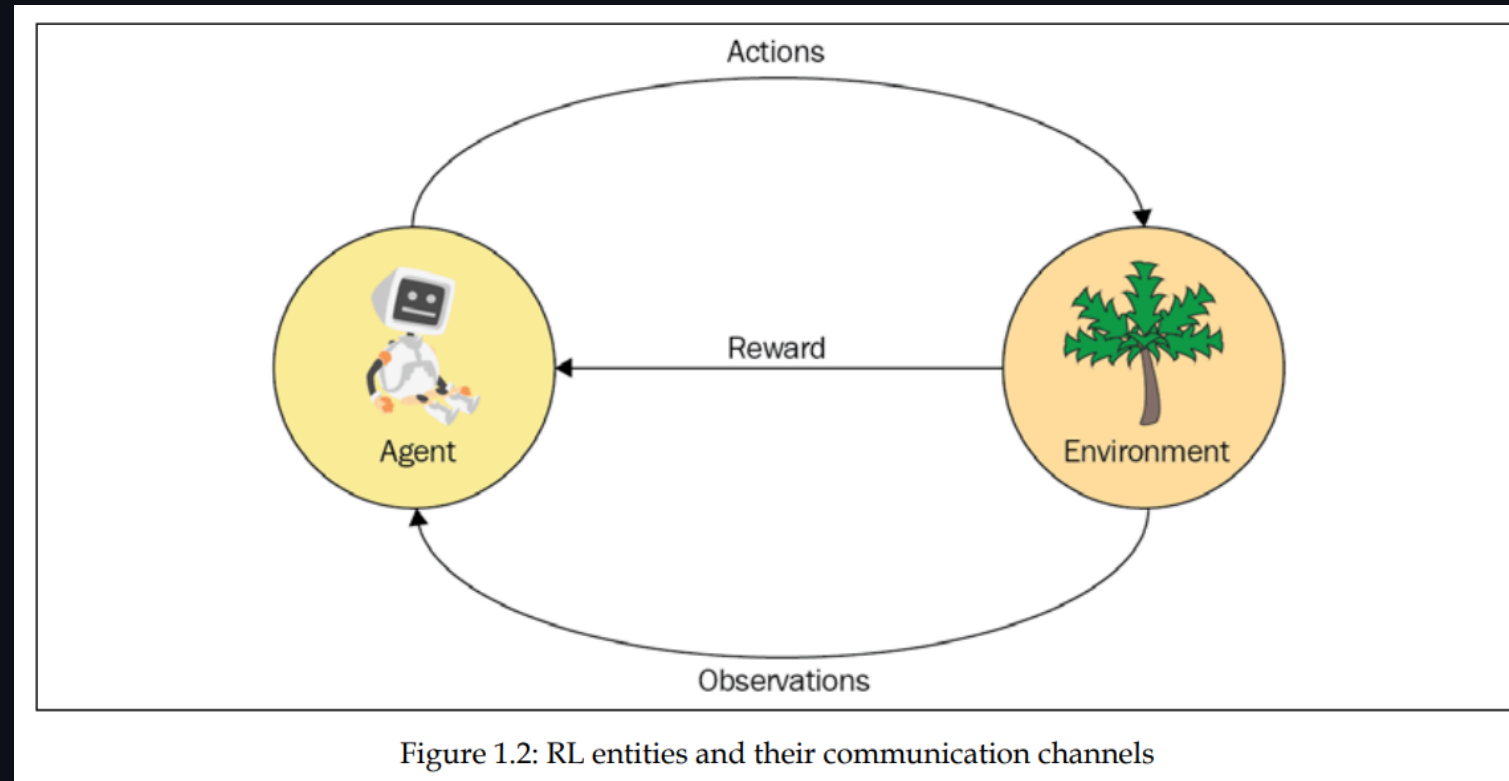 Actions
Reward
Agent
Environment
Observations
Figure 1.2: RL entities and their communication channels